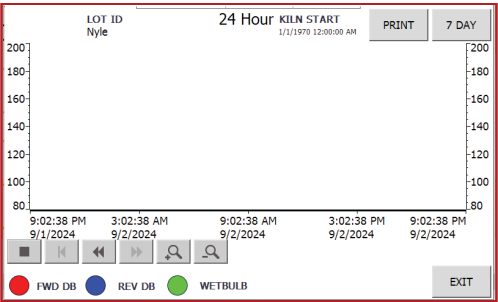 LOT ID
Nyle
24 Hour KILN START
1/1/1970 12:00:00 AM
PRINT
7 DAY
200 200
180 180
160 160
140 140
120 120
100 100
80 80
9:02:38 PM 3:02:38 AM 9:02:38 AM 3:02:38 PM 9:02:38 PM
9/1/2024 9/2/2024 9/2/2024 9/2/2024 9/2/2024
FWD DB REV DB WETBULB
EXIT